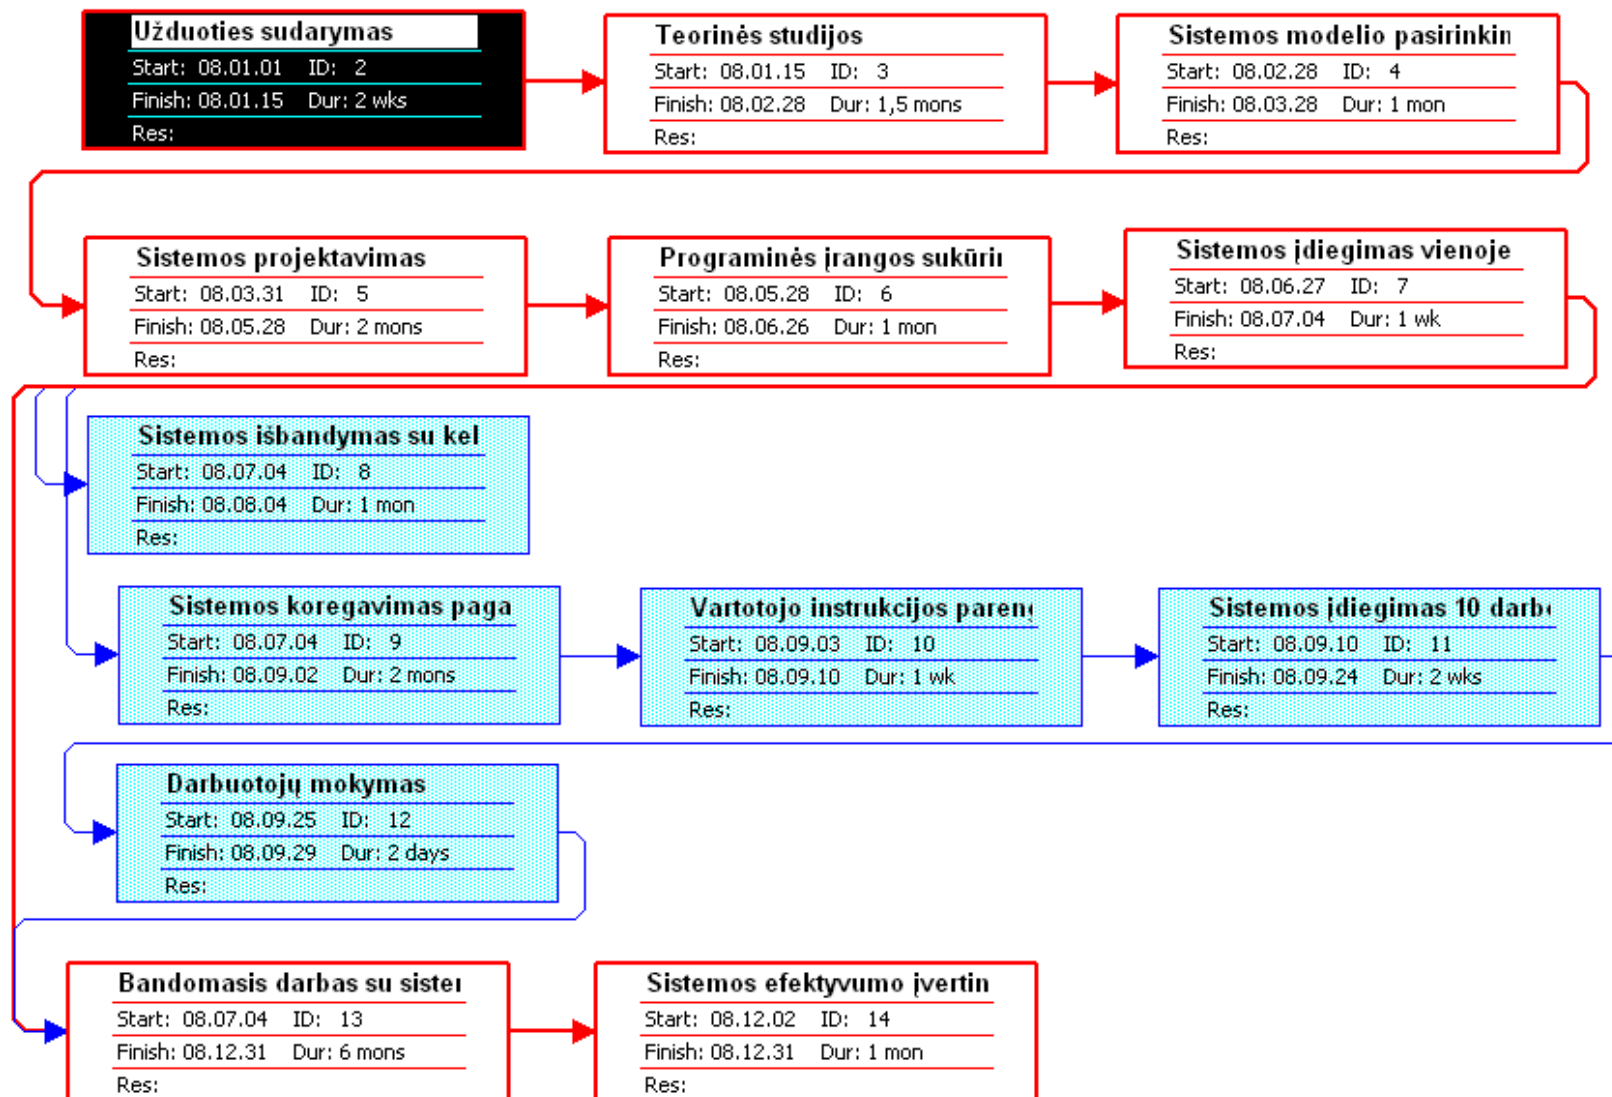 Užduoties sudarymas
Start: 08.01.01 ID: 2
Finish: 08.01.15 Dur: 2 wks
Res:
Teorinės studijos
Start: 08.01.15 ID: 3
Finish: 08.02.28 Dur: 1,5 mons
Res:
Sistemos modelio pasirinkin
Start: 08.02.28 ID: 4
Finish: 08.03.28 Dur: 1 mon
Res:
Sistemos projektavimas
Start: 08.03.31 ID: 5
Finish: 08.05.28 Dur: 2 mons
Res:
Programinės įrangos sukūrin
Start: 08.05.28 ID: 6
Finish: 08.06.26 Dur: 1 mon
Res:
Sistemos įdiegimas vienoje
Start: 08.06.27 ID: 7
Finish: 08.07.04 Dur: 1 wk
Res:
Sistemos išbandymas su kel
Start: 08.07.04 ID: 8
Finish: 08.08.04 Dur: 1 mon
Res:
Sistemos koregavimas paga
Start: 08.07.04 ID: 9
Finish: 08.09.02 Dur: 2 mons
Res:
Vartotojo instrukcijos pareng
Start: 08.09.03 ID: 10
Finish: 08.09.10 Dur: 1 wk
Res:
Sistemos įdiegimas 10 darb
Start: 08.09.10 ID: 11
Finish: 08.09.24 Dur: 2 wks
Res:
Darbuotojų mokymas
Start: 08.09.25 ID: 12
Finish: 08.09.29 Dur: 2 days
Res:
Bandomasis darbas su sister
Start: 08.07.04 ID: 13
Finish: 08.12.31 Dur: 6 mons
Res:
Sistemos efektyvumo įvertin
Start: 08.12.02 ID: 14
Finish: 08.12.31 Dur: 1 mon
Res: